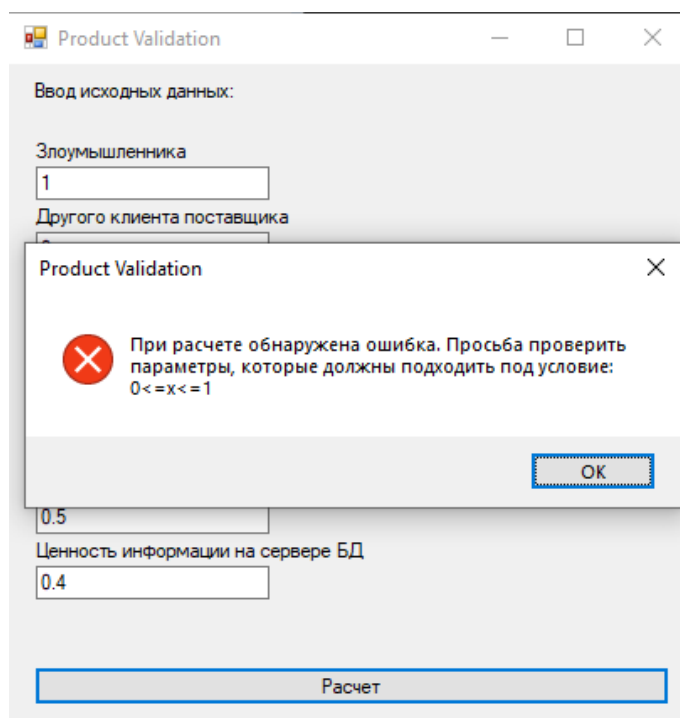 Product Validation
Ввод исходных данных:
Злоумышленника
1
Другого клиента поставщика
Product Validation
При расчете обнаружена ошибка. Просьба проверить
параметры, которые должны подходить под условие:
0<=x<=1
OK
0.5
Ценность информации на сервере БД
0.4
Расчет